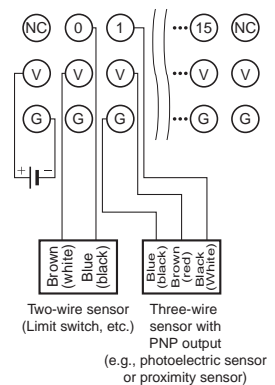 NC 0 1 ••• 15 NC
V V V ••• V V
G G G ••• G G
+ −
Brown
(white)
Blue
(black)
Blue
(black)
Brown
(red)
Black
(White)
Two-wire sensor
(Limit switch, etc.)
Three-wire
sensor with
PNP output
(e.g., photoelectric sensor
or proximity sensor)